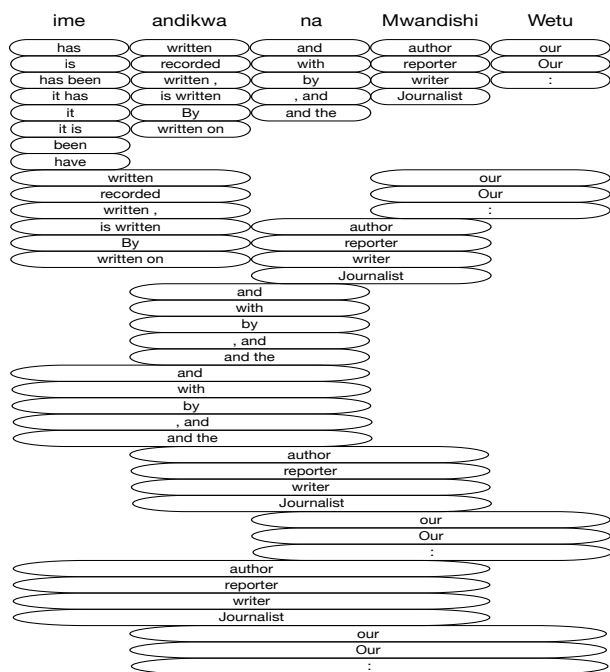 ime andikwa na Mwandishi Wetu
has written and author our
is recorded with reporter Our
has been written , by writer :
it has is written , and Journalist
it By and the
it is written on
been
have
written our
recorded Our
written , :
is written author
By reporter
written on writer
Journalist
and
with
by
, and
and the
and
with
by
, and
and the
author
reporter
writer
Journalist
our
Our
:
author
reporter
writer
Journalist
our
Our
: